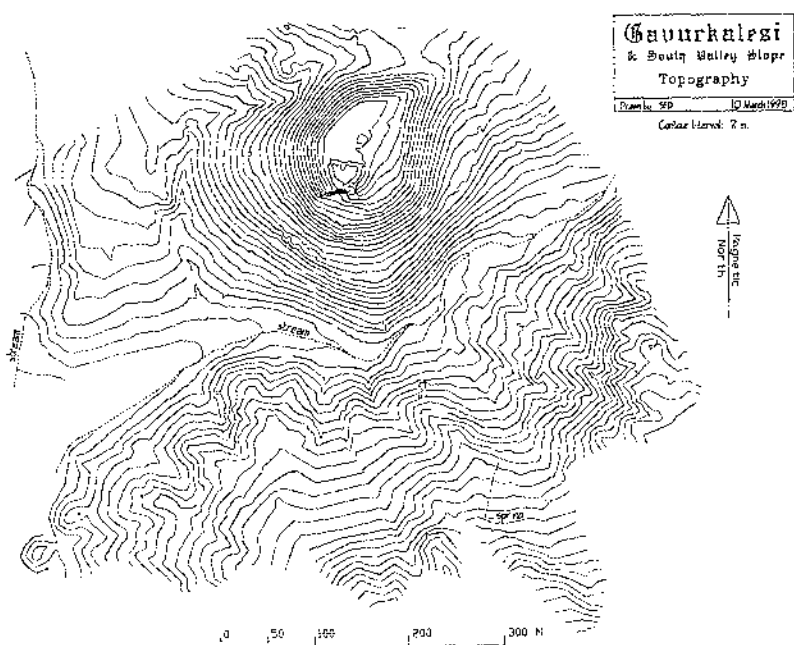 Gavurkalesi
& South Valley Slope
Topography
Drawn by SFD 10 March 1998
Contour Interval: 2 m.
Magnetic
North
stream
stream
spring
0 50 100 200 300 M